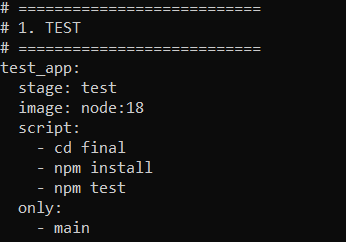 # ===========================
# 1. TEST
# ===========================
test_app:
  stage: test
  image: node:18
  script:
    - cd final
    - npm install
    - npm test
  only:
    - main